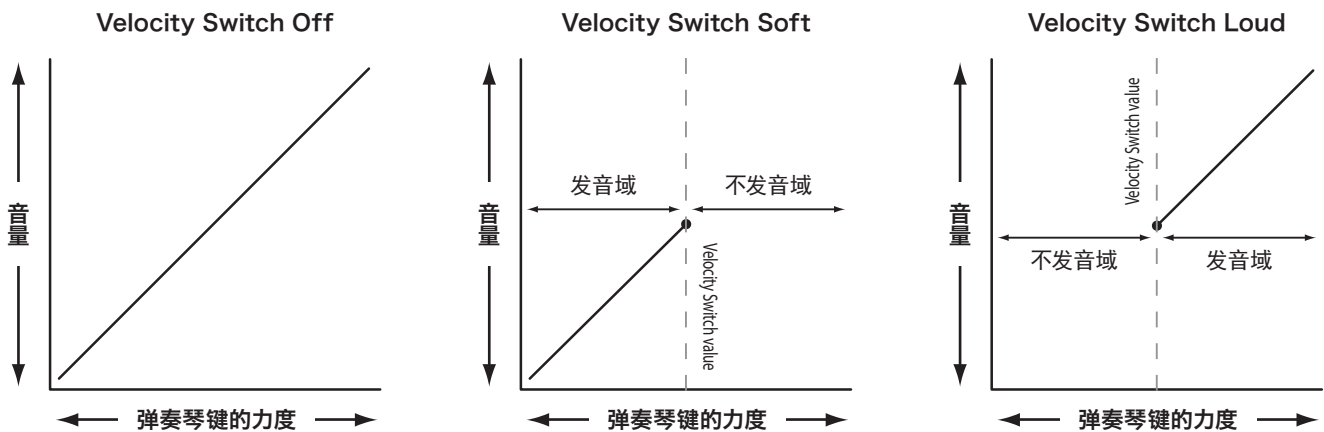 Velocity Switch Off
音量
弹奏琴键的力度
Velocity Switch Soft
音量
发音域
不发音域
Velocity Switch value
弹奏琴键的力度
Velocity Switch Loud
音量
Velocity Switch value
不发音域
发音域
弹奏琴键的力度